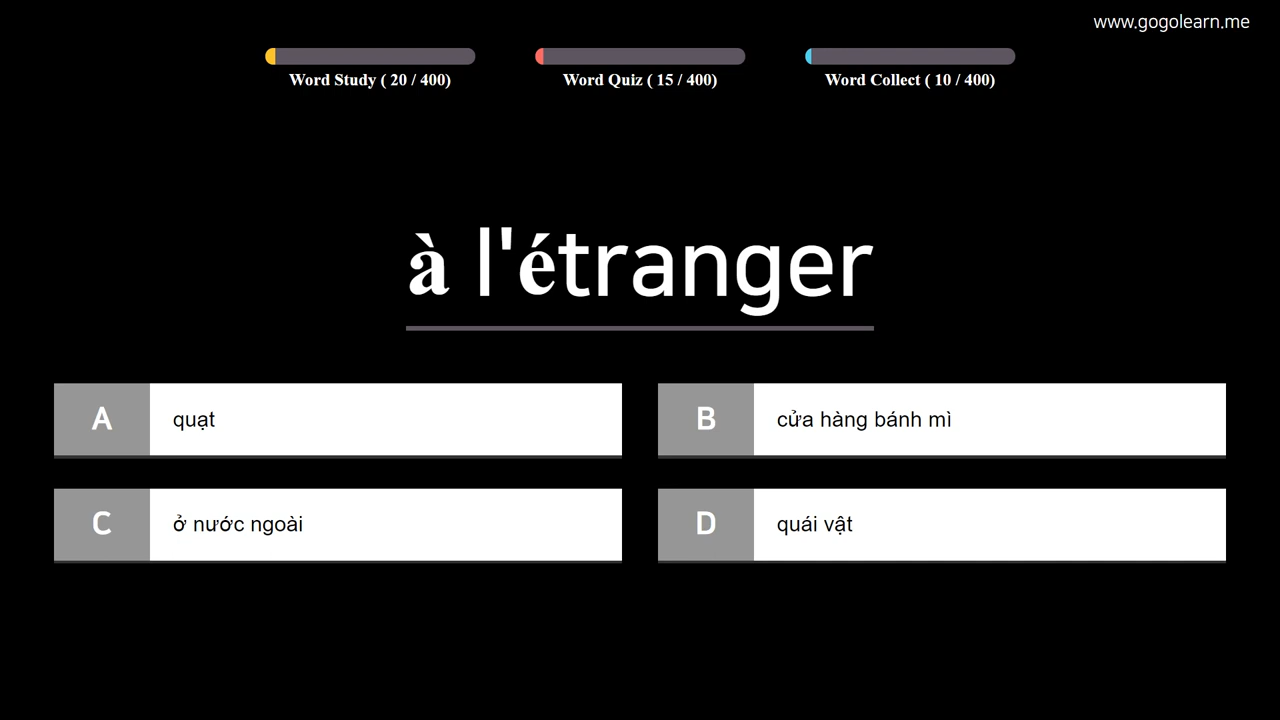 www.gogolearn.me
Word Study ( 20 / 400)
Word Quiz ( 15 / 400)
Word Collect ( 10 / 400)
à l'étranger
A quạt
B cửa hàng bánh mì
C ở nước ngoài
D quái vật